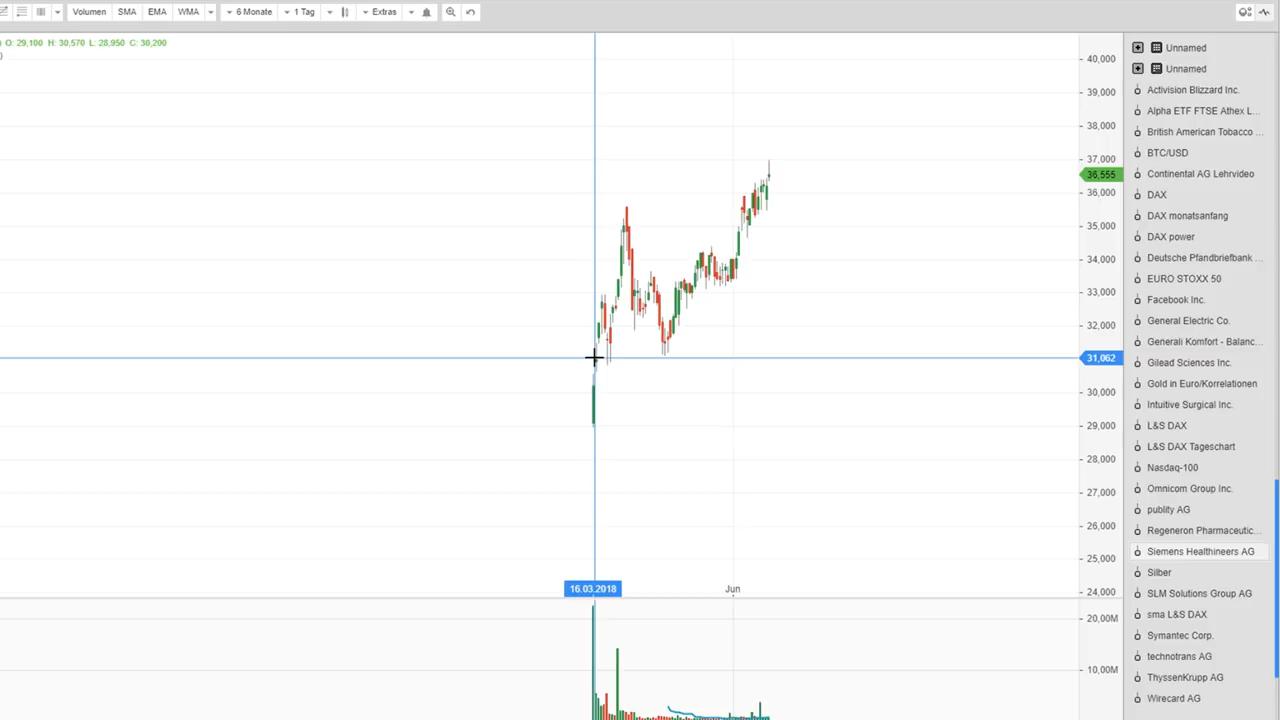 Volumen SMA EMA WMA 6 Monate 1 Tag Extras
) O: 29,100 H: 30,570 L: 28,950 C: 30,200
)
40,000
39,000
38,000
37,000
36,555
36,000
35,000
34,000
33,000
32,000
31,062
30,000
29,000
28,000
27,000
26,000
25,000
24,000
16.03.2018 Jun
20,00M
10,00M
Unnamed
Unnamed
Activision Blizzard Inc.
Alpha ETF FTSE Athex L...
British American Tobacco ...
BTC/USD
Continental AG Lehrvideo
DAX
DAX monatsanfang
DAX power
Deutsche Pfandbriefbank ...
EURO STOXX 50
Facebook Inc.
General Electric Co.
Generali Komfort - Balanc...
Gilead Sciences Inc.
Gold in Euro/Korrelationen
Intuitive Surgical Inc.
L&S DAX
L&S DAX Tageschart
Nasdaq-100
Omnicom Group Inc.
publity AG
Regeneron Pharmaceutic...
Siemens Healthineers AG
Silber
SLM Solutions Group AG
sma L&S DAX
Symantec Corp.
technotrans AG
ThyssenKrupp AG
Wirecard AG